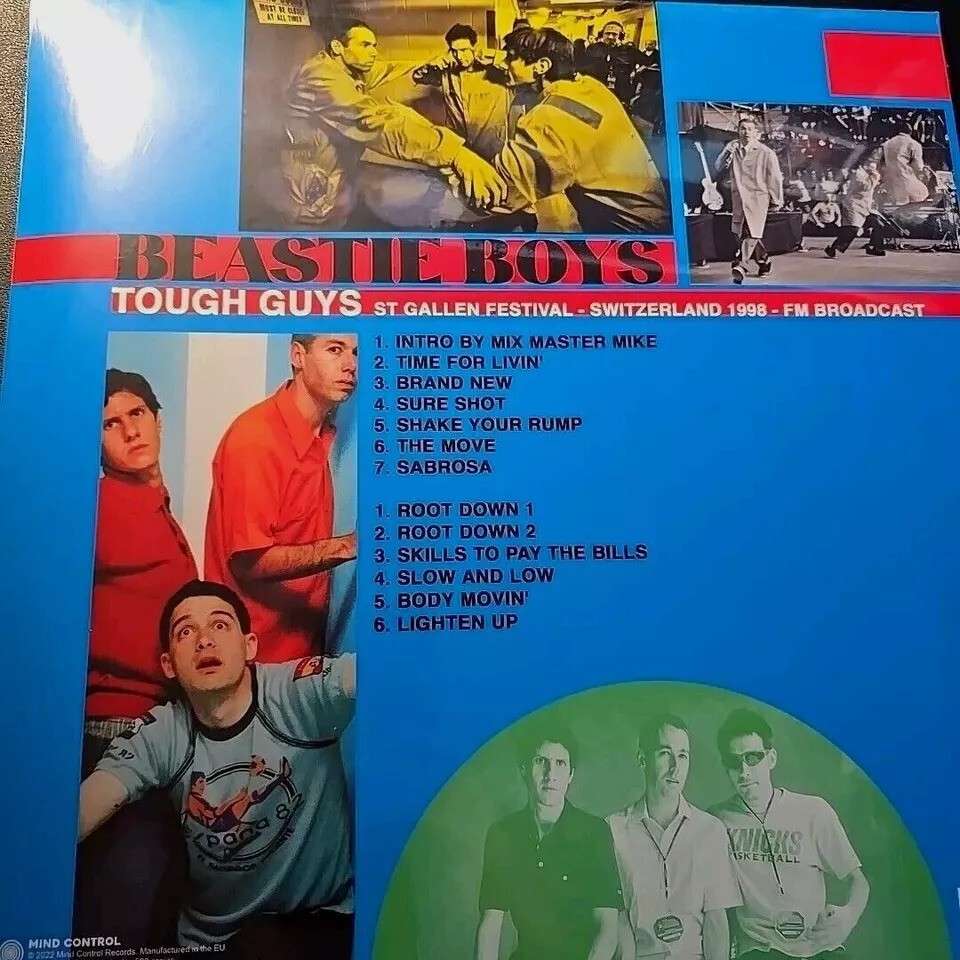 MUST BE CLOSED
AT ALL TIMES
BEASTIE BOYS
TOUGH GUYS ST GALLEN FESTIVAL - SWITZERLAND 1998 - FM BROADCAST
1. INTRO BY MIX MASTER MIKE
2. TIME FOR LIVIN'
3. BRAND NEW
4. SURE SHOT
5. SHAKE YOUR RUMP
6. THE MOVE
7. SABROSA
1. ROOT DOWN 1
2. ROOT DOWN 2
3. SKILLS TO PAY THE BILLS
4. SLOW AND LOW
5. BODY MOVIN'
6. LIGHTEN UP
España 82
KNICKS
BASKETBALL
MIND CONTROL
© 2022 Mind Control Records. Manufactured in the EU.